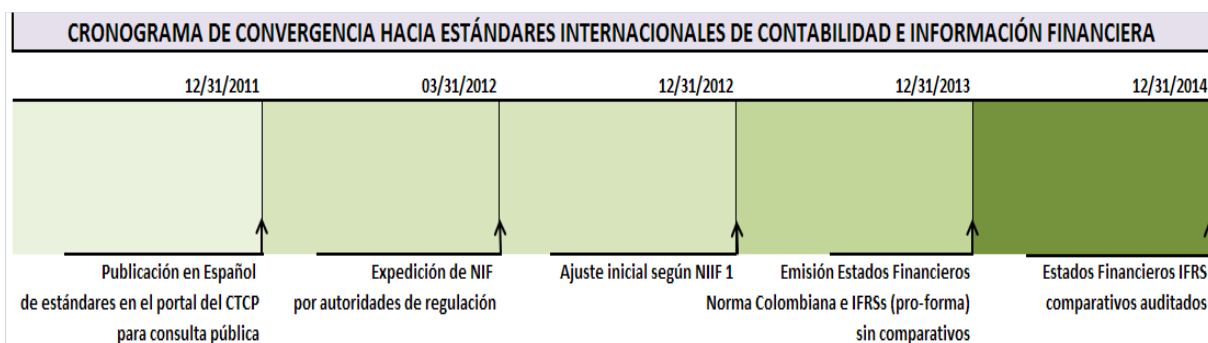 CRONOGRAMA DE CONVERGENCIA HACIA ESTÁNDARES INTERNACIONALES DE CONTABILIDAD E INFORMACIÓN FINANCIERA
12/31/2011
03/31/2012
12/31/2012
12/31/2013
12/31/2014
Publicación en Español
de estándares en el portal del CTCP
para consulta pública
Expedición de NIF
por autoridades de regulación
Ajuste inicial según NIIF 1
Emisión Estados Financieros
Norma Colombiana e IFRSs (pro-forma)
sin comparativos
Estados Financieros IFRS
comparativos auditados